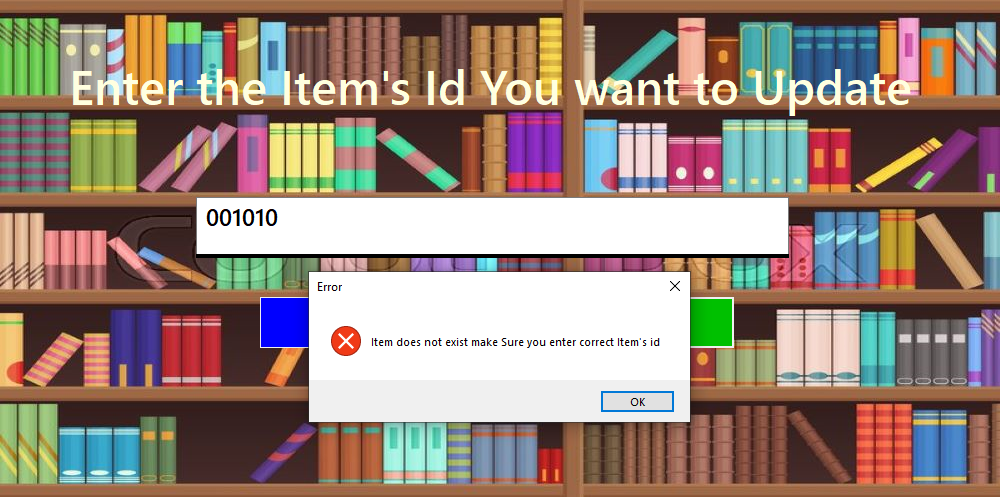 Enter the Item's Id You want to Update
001010
Error
Item does not exist make Sure you enter correct Item's id
OK